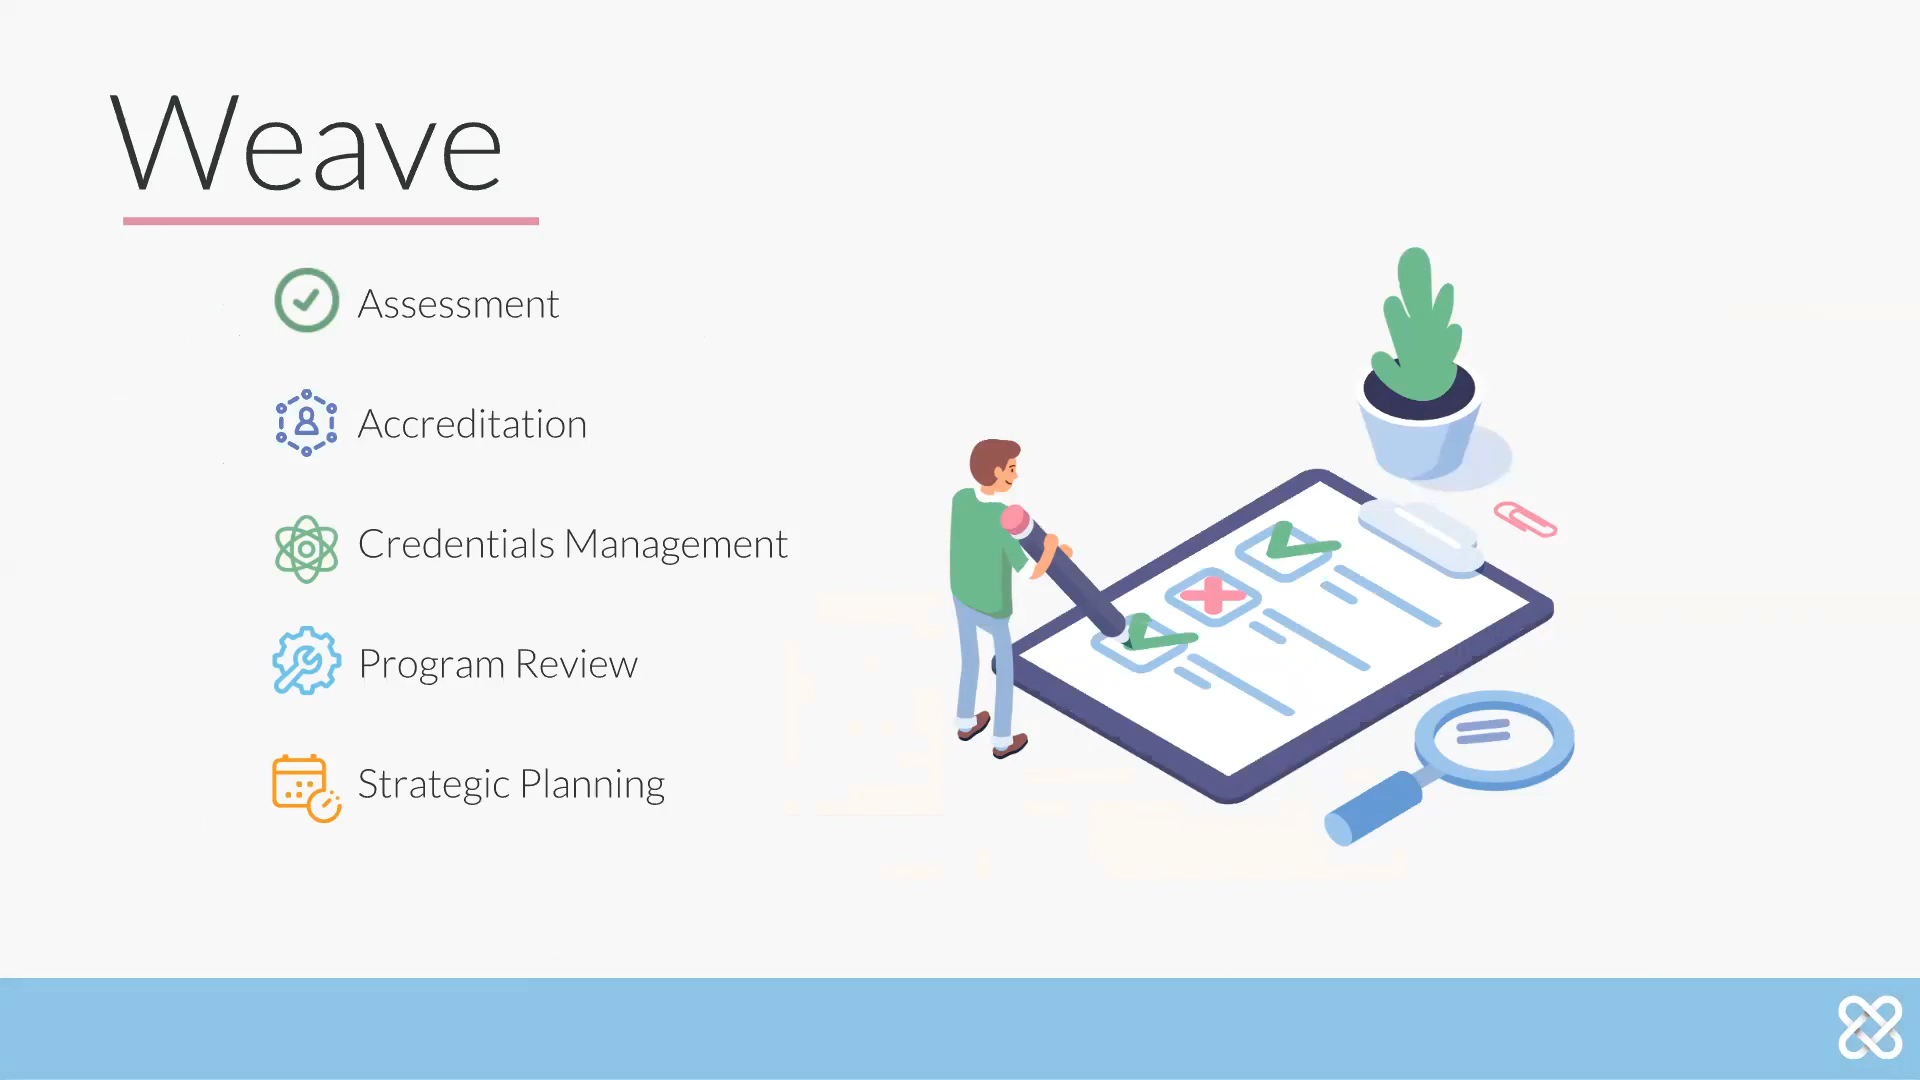 Weave
Assessment
Accreditation
Credentials Management
Program Review
Strategic Planning